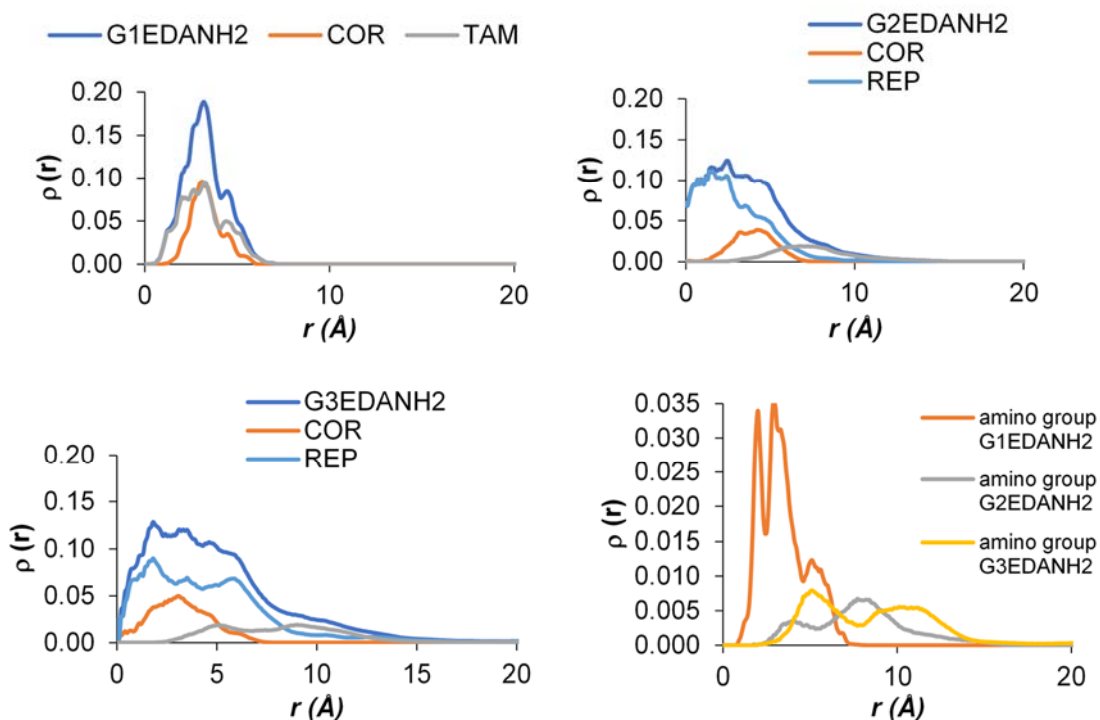 G1EDANH2 COR TAM
0.20
0.15
0.10
0.05
0.00
ρ (r)
0 10 20
r (Å)
G2EDANH2
COR
REP
0.20
0.15
0.10
0.05
0.00
ρ (r)
0 10 20
r (Å)
G3EDANH2
COR
REP
0.20
0.15
0.10
0.05
0.00
ρ (r)
0 5 10 15 20
r (Å)
0.035
0.030
0.025
0.020
0.015
0.010
0.005
0.000
ρ (r)
0 10 20
r (Å)
amino group
G1EDANH2
amino group
G2EDANH2
amino group
G3EDANH2